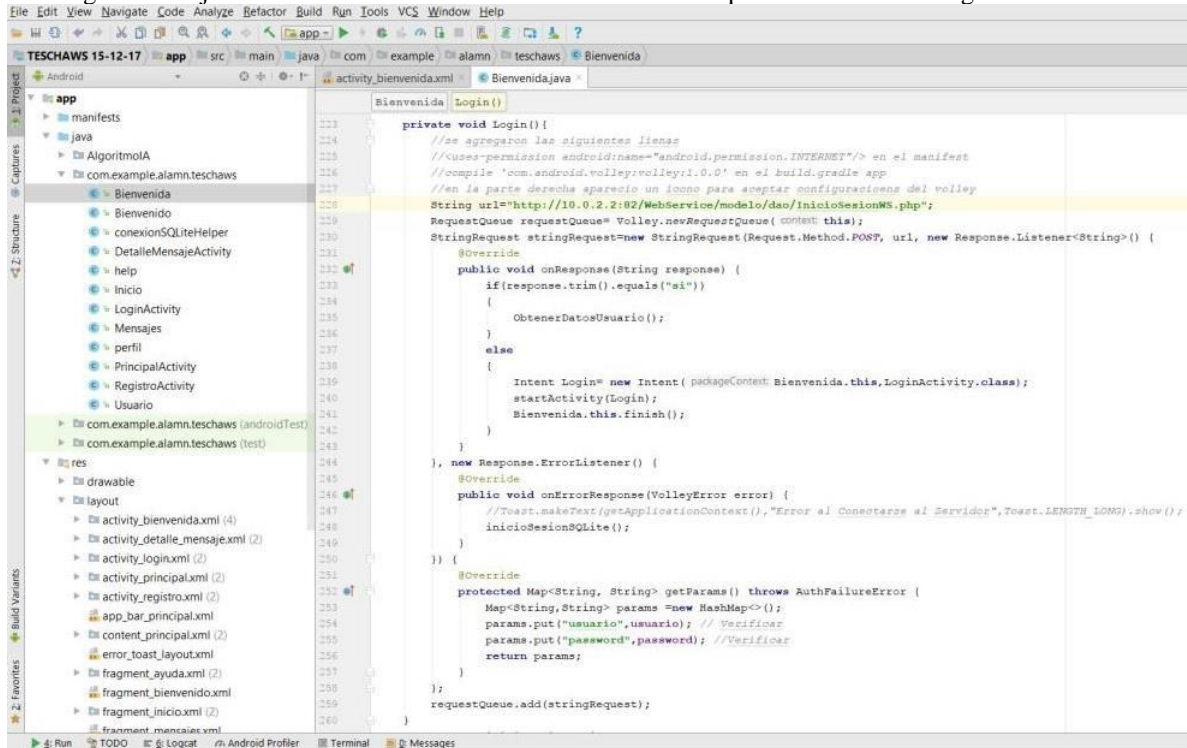 File Edit View Navigate Code Analyze Refactor Build Run Tools VCS Window Help
app
TESCHAWS 15-12-17 app src main java com example alamn teschaws Bienvenida
Android
activity_bienvenida.xml Bienvenida.java
Bienvenida Login()
1: Project
Captures
Z: Structure
Build Variants
2: Favorites
app
manifests
java
AlgoritmoIA
com.example.alamn.teschaws
Bienvenida
Bienvenido
conexionSQLiteHelper
DetalleMensajeActivity
help
Inicio
LoginActivity
Mensajes
perfil
PrincipalActivity
RegistroActivity
Usuario
com.example.alamn.teschaws (androidTest)
com.example.alamn.teschaws (test)
res
drawable
layout
activity_bienvenida.xml (4)
activity_detalle_mensaje.xml (2)
activity_login.xml (2)
activity_principal.xml (2)
activity_registro.xml (2)
app_bar_principal.xml
content_principal.xml (2)
error_toast_layout.xml
fragment_ayuda.xml (2)
fragment_bienvenido.xml
fragment_inicio.xml (2)
fragment_mensajes.xml
223 private void Login(){
224 //se agregaron las siguientes lienas
225 //<uses-permission android:name="android.permission.INTERNET"/> en el manifest
226 //compile 'com.android.volley:volley:1.0.0' en el build.gradle app
227 //en la parte derecha aparecio un icono para aceptar configuracioens del volley
228 String url="http://10.0.2.2:82/WebService/modelo/dao/InicioSesionWS.php";
229 RequestQueue requestQueue= Volley.newRequestQueue( context: this);
230 StringRequest stringRequest=new StringRequest(Request.Method.POST, url, new Response.Listener<String>() {
231 @Override
232 public void onResponse(String response) {
233 if(response.trim().equals("si"))
234 {
235 ObtenerDatosUsuario();
236 }
237 else
238 {
239 Intent Login= new Intent( packageContext: Bienvenida.this,LoginActivity.class);
240 startActivity(Login);
241 Bienvenida.this.finish();
242 }
243 }
244 }, new Response.ErrorListener() {
245 @Override
246 public void onErrorResponse(VolleyError error) {
247 //Toast.makeText(getApplicationContext(),"Error al Conectarse al Servidor",Toast.LENGTH_LONG).show();
248 inicioSesionSQLite();
249 }
250 }) {
251 @Override
252 protected Map<String, String> getParams() throws AuthFailureError {
253 Map<String,String> params =new HashMap<>();
254 params.put("usuario",usuario); // Verificar
255 params.put("password",password); //Verificar
256 return params;
257 }
258 };
259 requestQueue.add(stringRequest);
260 }
4: Run TODO 6: Logcat Android Profiler Terminal 0: Messages